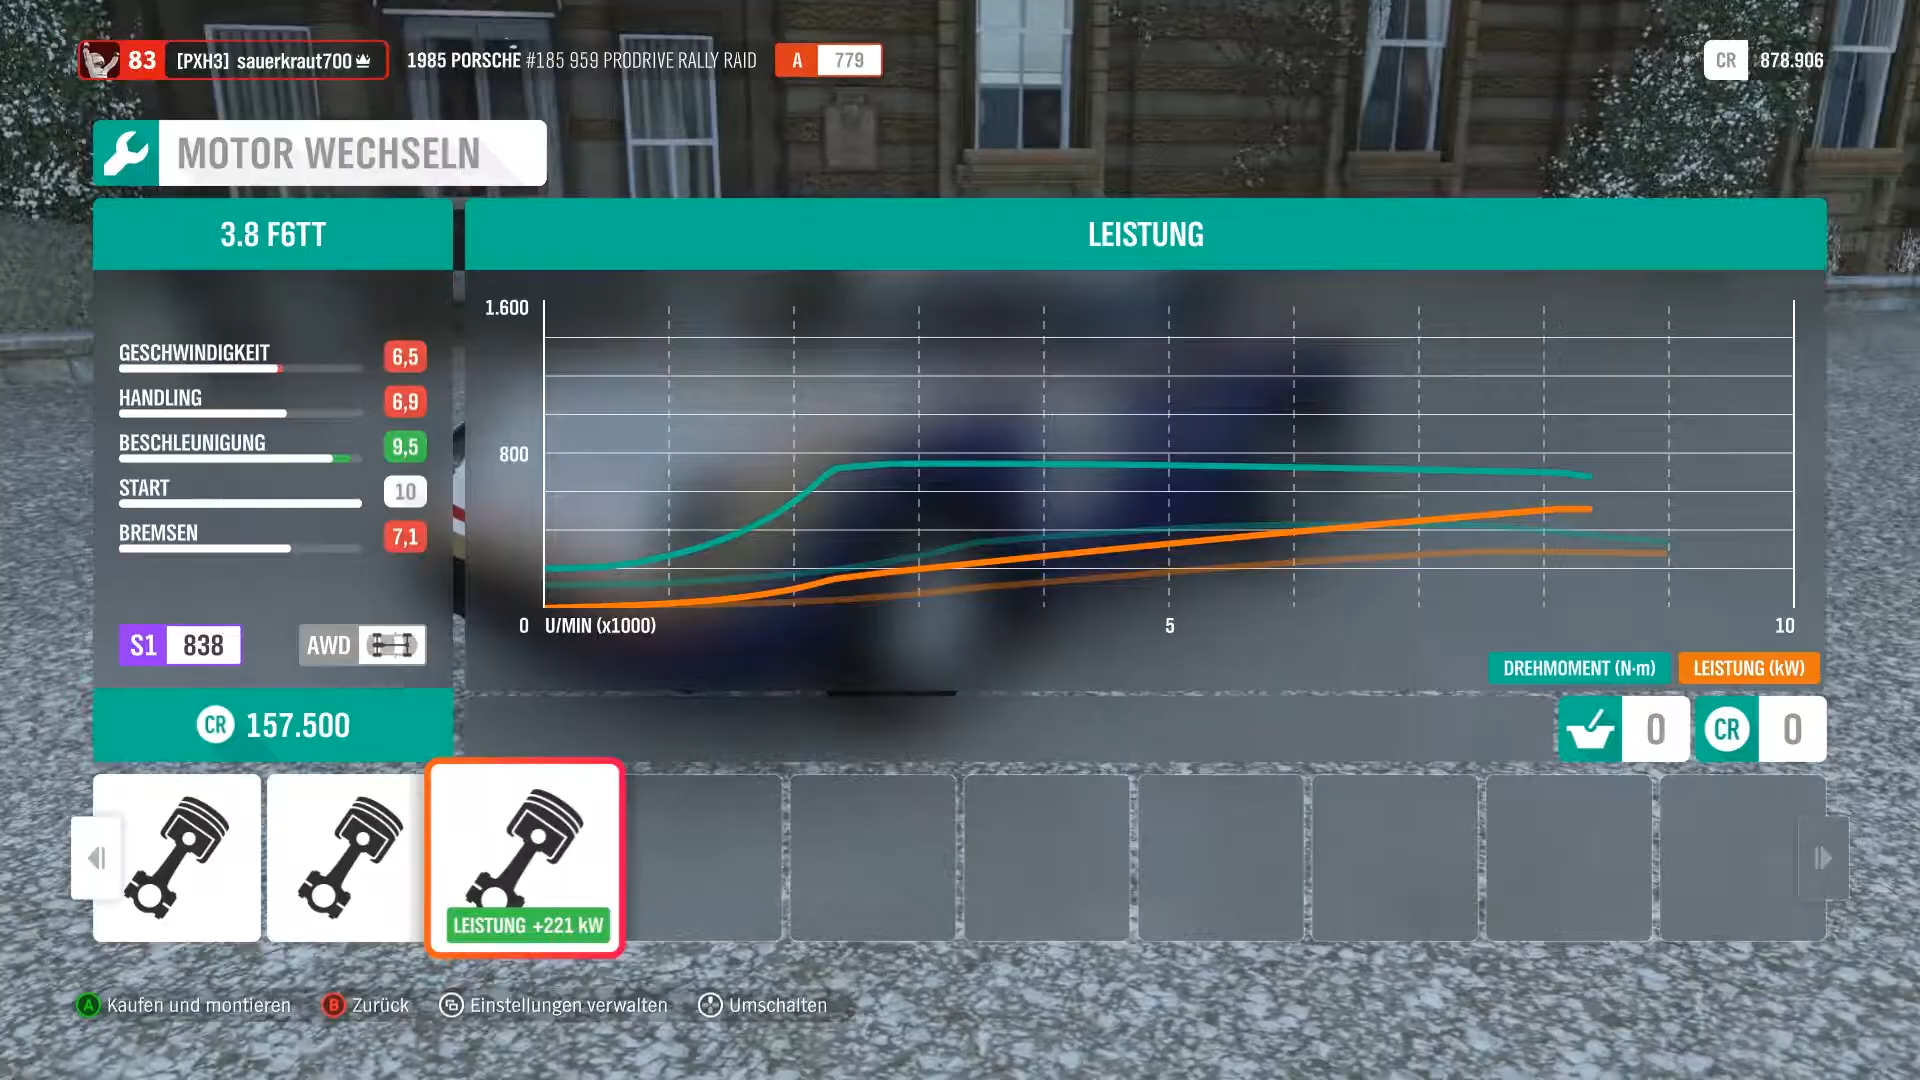 83 [PXH3] sauerkraut700 1985 PORSCHE #185 959 PRODRIVE RALLY RAID A 779 CR 878.906
MOTOR WECHSELN
3.8 F6TT
LEISTUNG
GESCHWINDIGKEIT 6,5
HANDLING 6,9
BESCHLEUNIGUNG 9,5
START 10
BREMSEN 7,1
S1 838 AWD
CR 157.500
1.600
800
0 U/MIN (x1000) 5 10
DREHMOMENT (N·m) LEISTUNG (kW)
0 CR 0
LEISTUNG +221 kW
A Kaufen und montieren B Zurück Einstellungen verwalten Umschalten